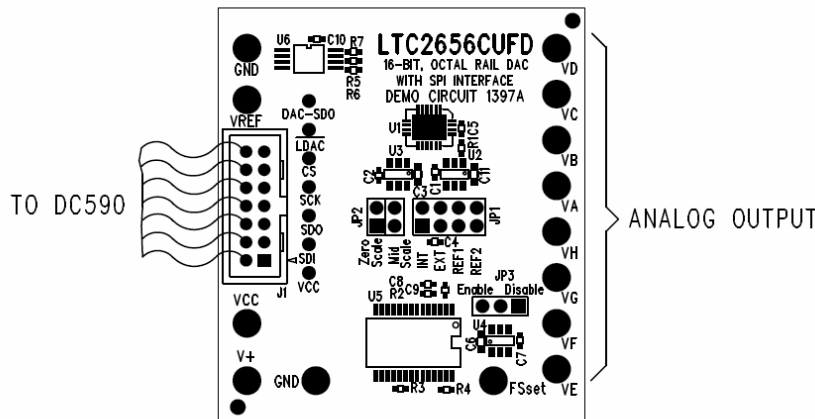 LTC2656CUFD
16-BIT, OCTAL RAIL DAC
WITH SPI INTERFACE
DEMO CIRCUIT 1397A
U6
C10
R7
R5
R6
GND
VREF
DAC-SDO
LDAC
CS
SCK
SDO
SDI
VCC
J1
TO DC590
U1
C5
R1
U3
U2
C2
C1
C11
C3
JP2
JP1
C4
Zero Scale
Mid Scale
INT
EXT
REF1
REF2
JP3
Enable Disable
C8
R2
C9
U5
U4
C6
C7
R3
R4
VCC
V+
GND
FSset
VD
VC
VB
VA
VH
VG
VF
VE
ANALOG OUTPUT